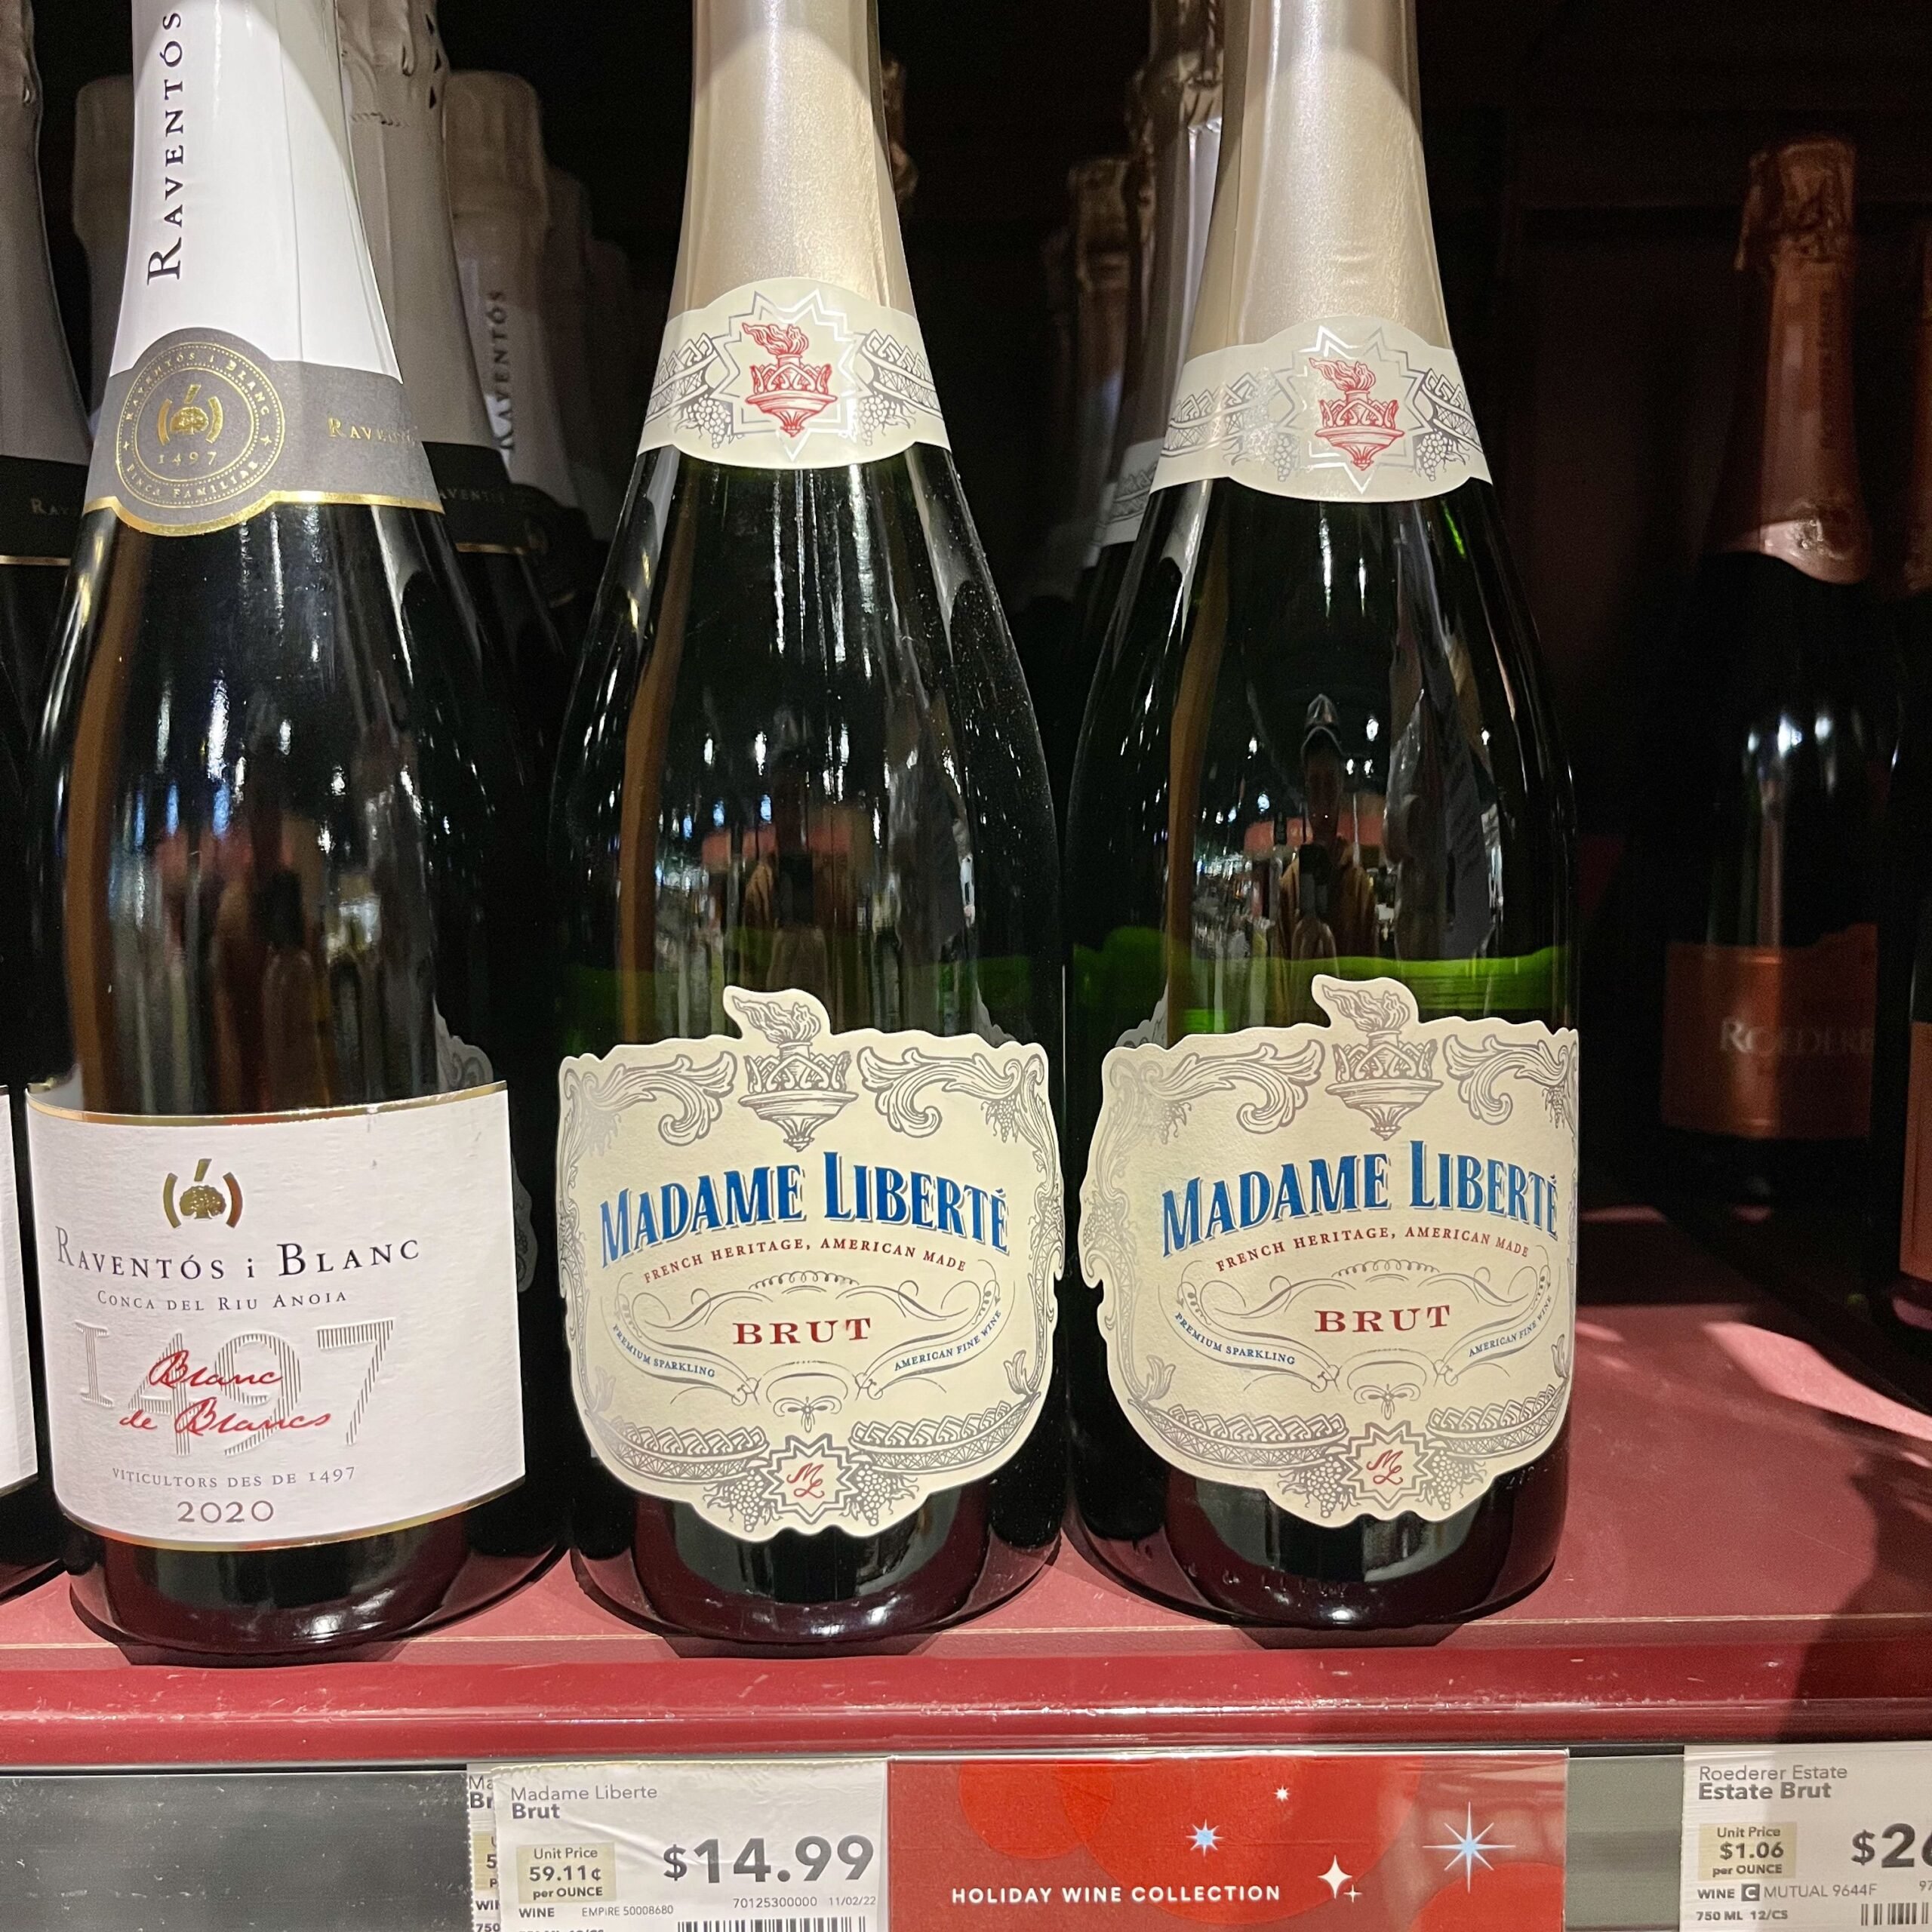 RAVENTÓS
RAVENTÓS I BLANC
1497
FINCA FAMILIAR
RAVENTÓS
RAVENTÓS i BLANC
CONCA DEL RIU ANOIA
1497
Blanc
de Blancs
VITICULTORS DES DE 1497
2020
MADAME LIBERTÉ
FRENCH HERITAGE, AMERICAN MADE
BRUT
PREMIUM SPARKLING
AMERICAN FINE WINE
ML
MADAME LIBERTÉ
FRENCH HERITAGE, AMERICAN MADE
BRUT
PREMIUM SPARKLING
AMERICAN FINE WINE
ML
Madame Liberte
Brut
Unit Price
59.11¢
per OUNCE
$14.99
WINE EMPIRE 50008680
70125300000 11/02/22
HOLIDAY WINE COLLECTION
Roederer Estate
Estate Brut
Unit Price
$1.06
per OUNCE
WINE C MUTUAL 9644F
750 ML 12/CS